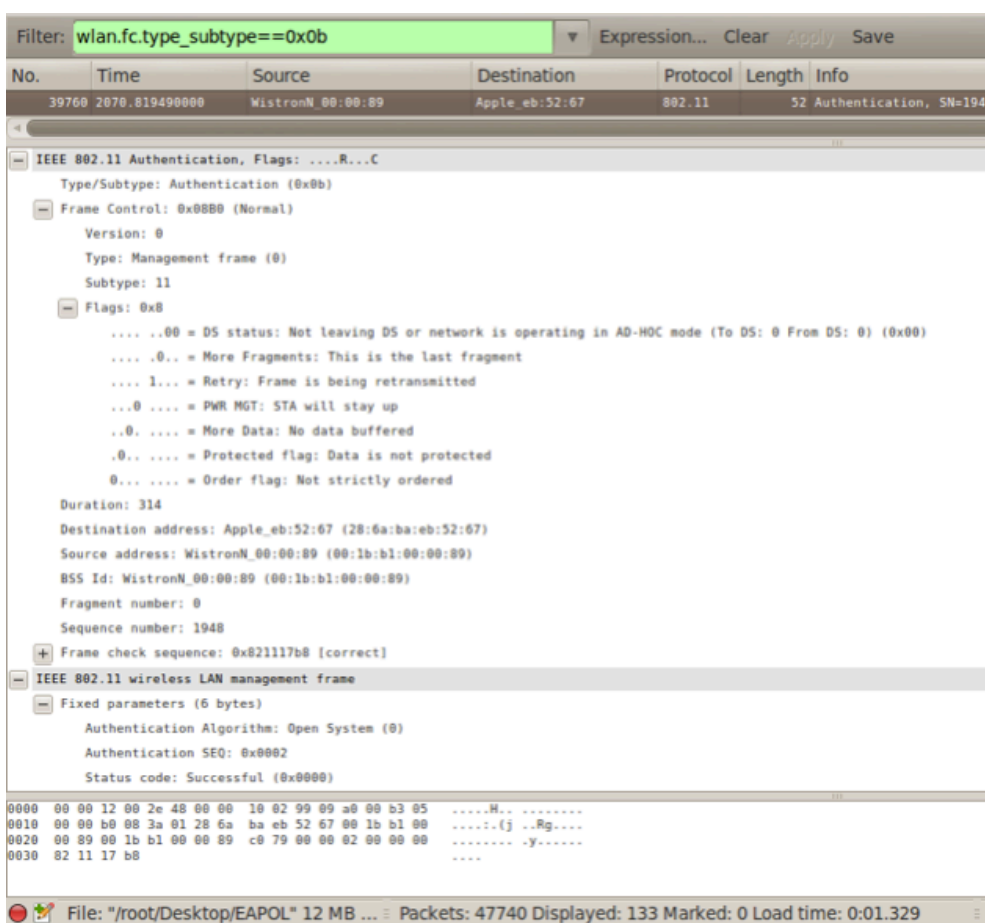 Filter: wlan.fc.type_subtype==0x0b Expression... Clear Apply Save
No. Time Source Destination Protocol Length Info
39760 2070.819490000 WistronN_00:00:89 Apple_eb:52:67 802.11 52 Authentication, SN=194
IEEE 802.11 Authentication, Flags: ....R...C
Type/Subtype: Authentication (0x0b)
Frame Control: 0x08B0 (Normal)
Version: 0
Type: Management frame (0)
Subtype: 11
Flags: 0x8
.... ..00 = DS status: Not leaving DS or network is operating in AD-HOC mode (To DS: 0 From DS: 0) (0x00)
.... .0.. = More Fragments: This is the last fragment
.... 1... = Retry: Frame is being retransmitted
...0 .... = PWR MGT: STA will stay up
..0. .... = More Data: No data buffered
.0.. .... = Protected flag: Data is not protected
0... .... = Order flag: Not strictly ordered
Duration: 314
Destination address: Apple_eb:52:67 (28:6a:ba:eb:52:67)
Source address: WistronN_00:00:89 (00:1b:b1:00:00:89)
BSS Id: WistronN_00:00:89 (00:1b:b1:00:00:89)
Fragment number: 0
Sequence number: 1948
Frame check sequence: 0x821117b8 [correct]
IEEE 802.11 wireless LAN management frame
Fixed parameters (6 bytes)
Authentication Algorithm: Open System (0)
Authentication SEQ: 0x0002
Status code: Successful (0x0000)
0000 00 00 12 00 2e 48 00 00 10 02 99 09 a0 00 b3 05 .....H.. ........
0010 00 00 b0 08 3a 01 28 6a ba eb 52 67 00 1b b1 00 ....:.(j ..Rg....
0020 00 89 00 1b b1 00 00 89 c0 79 00 00 02 00 00 00 ........ .y......
0030 82 11 17 b8 ....
File: "/root/Desktop/EAPOL" 12 MB ... Packets: 47740 Displayed: 133 Marked: 0 Load time: 0:01.329